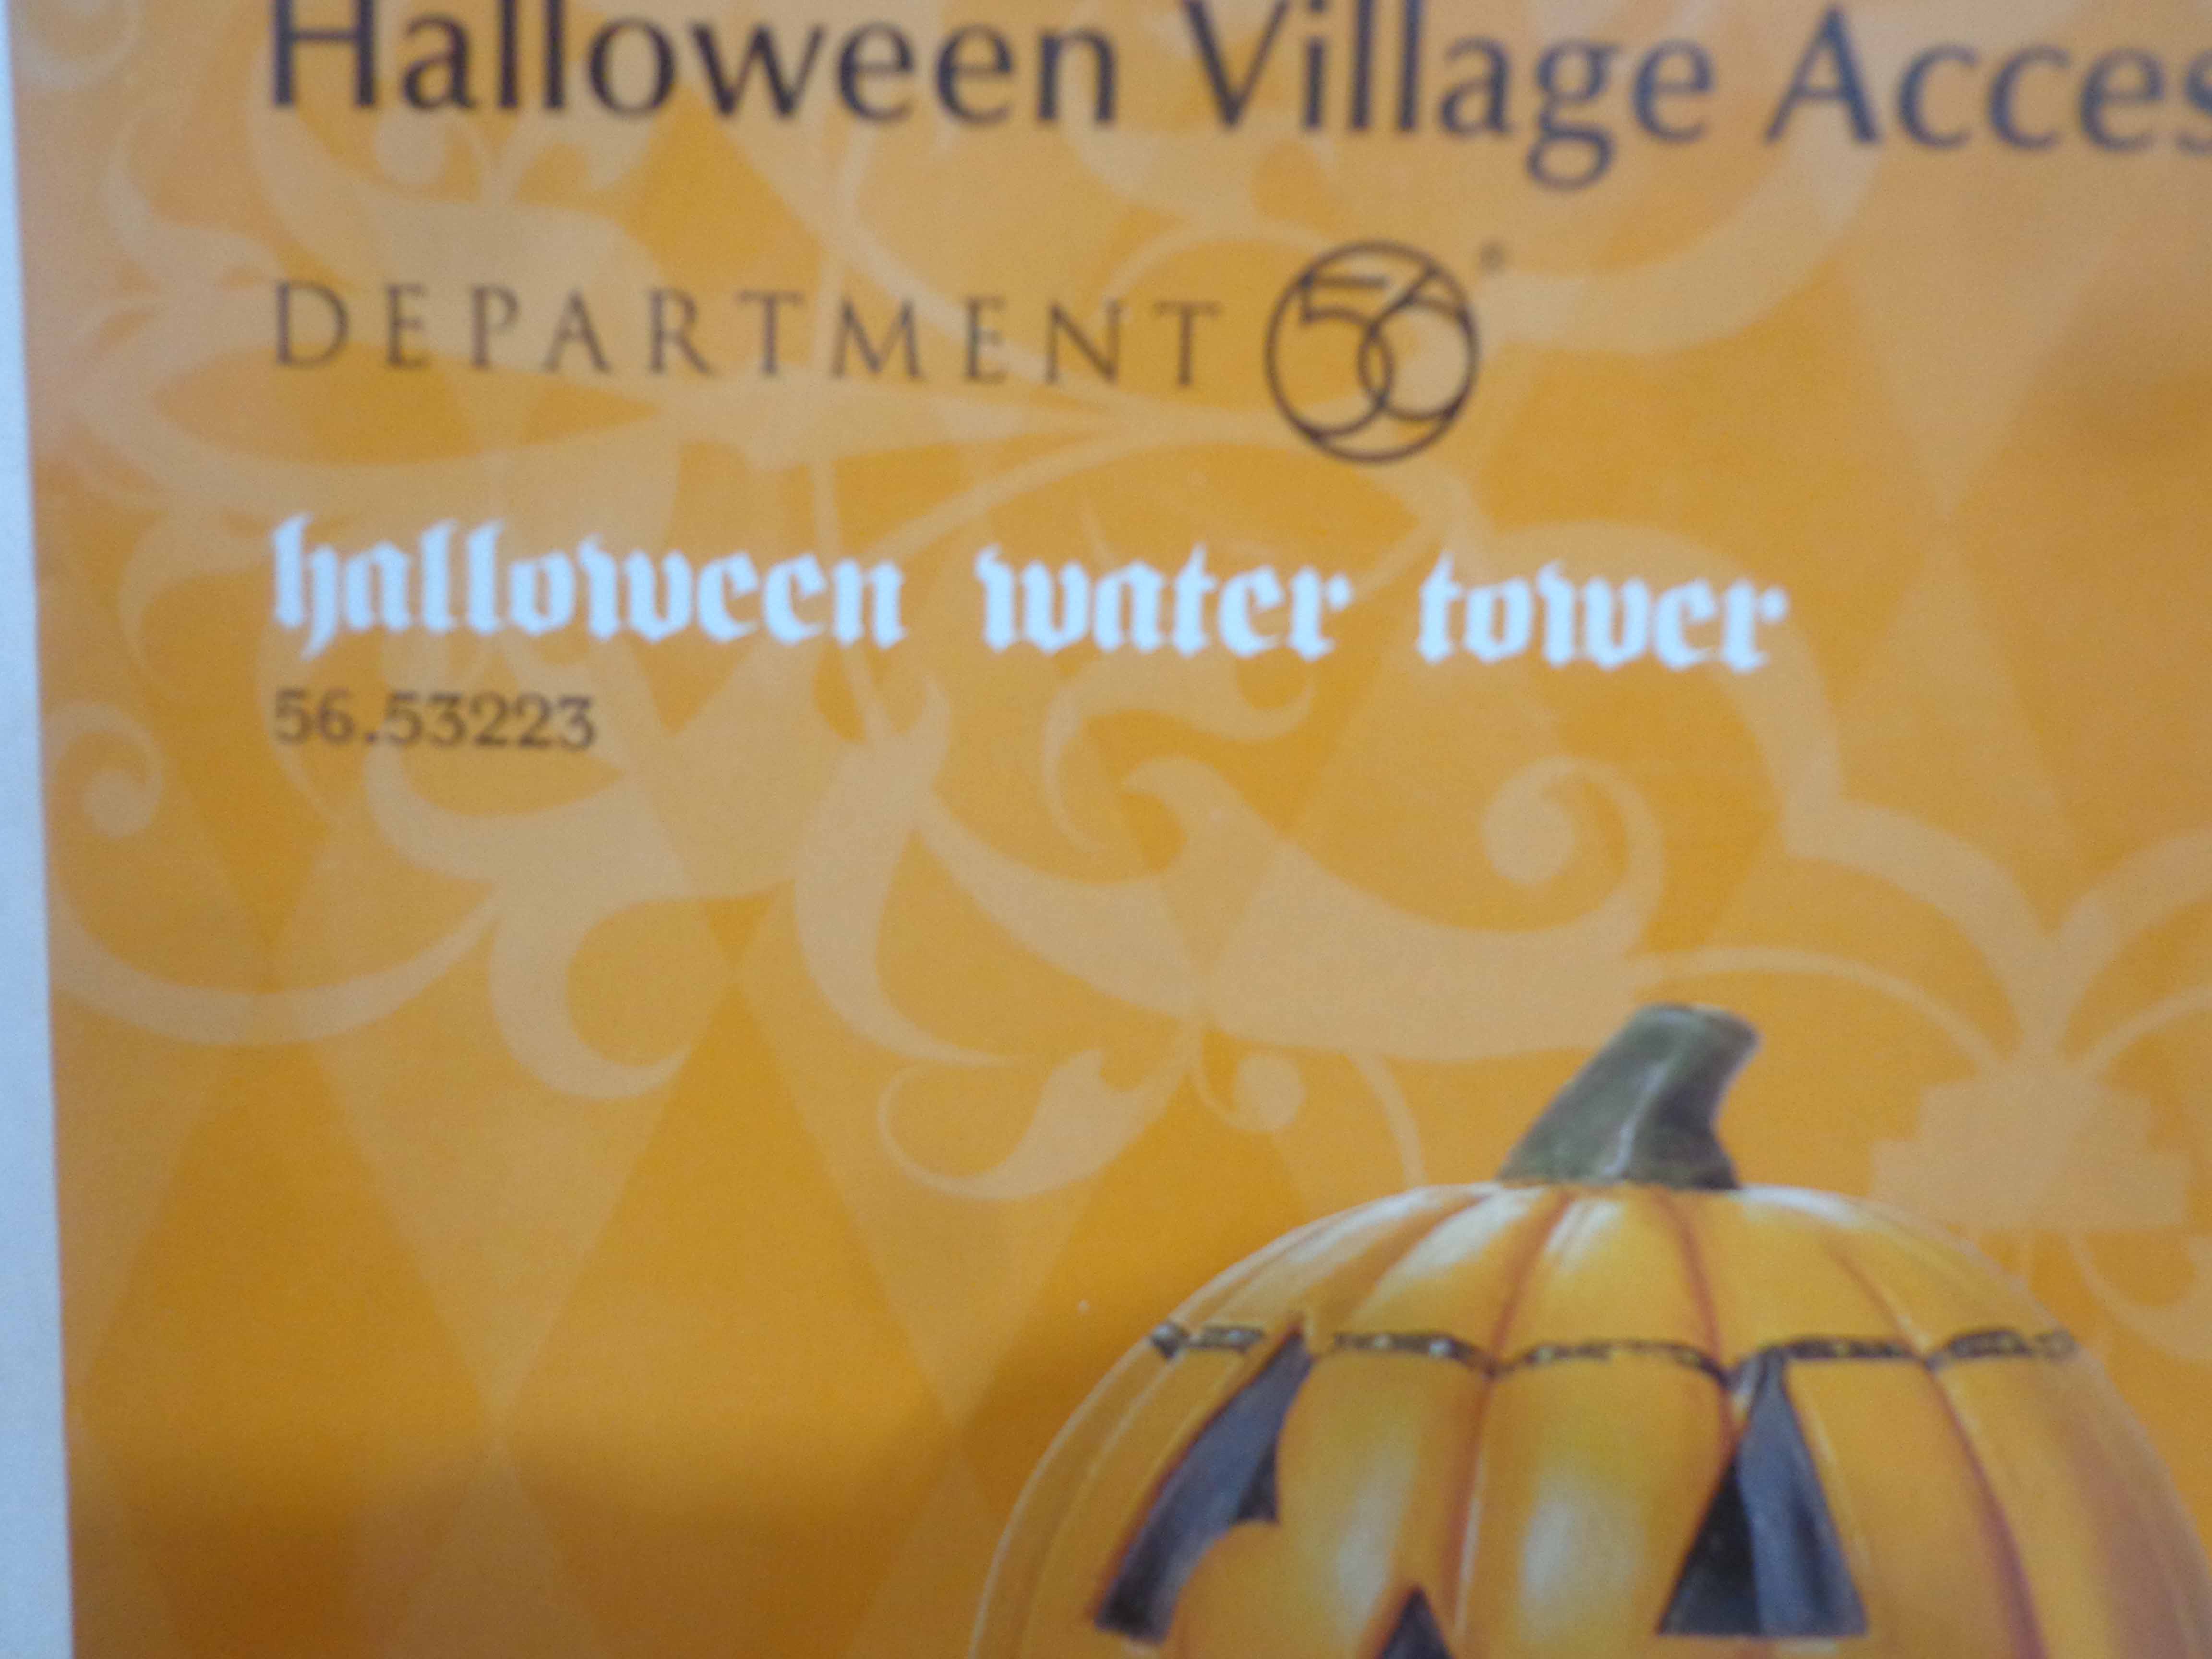 Halloween Village Acces
DEPARTMENT 56®
halloween water tower
56.53223